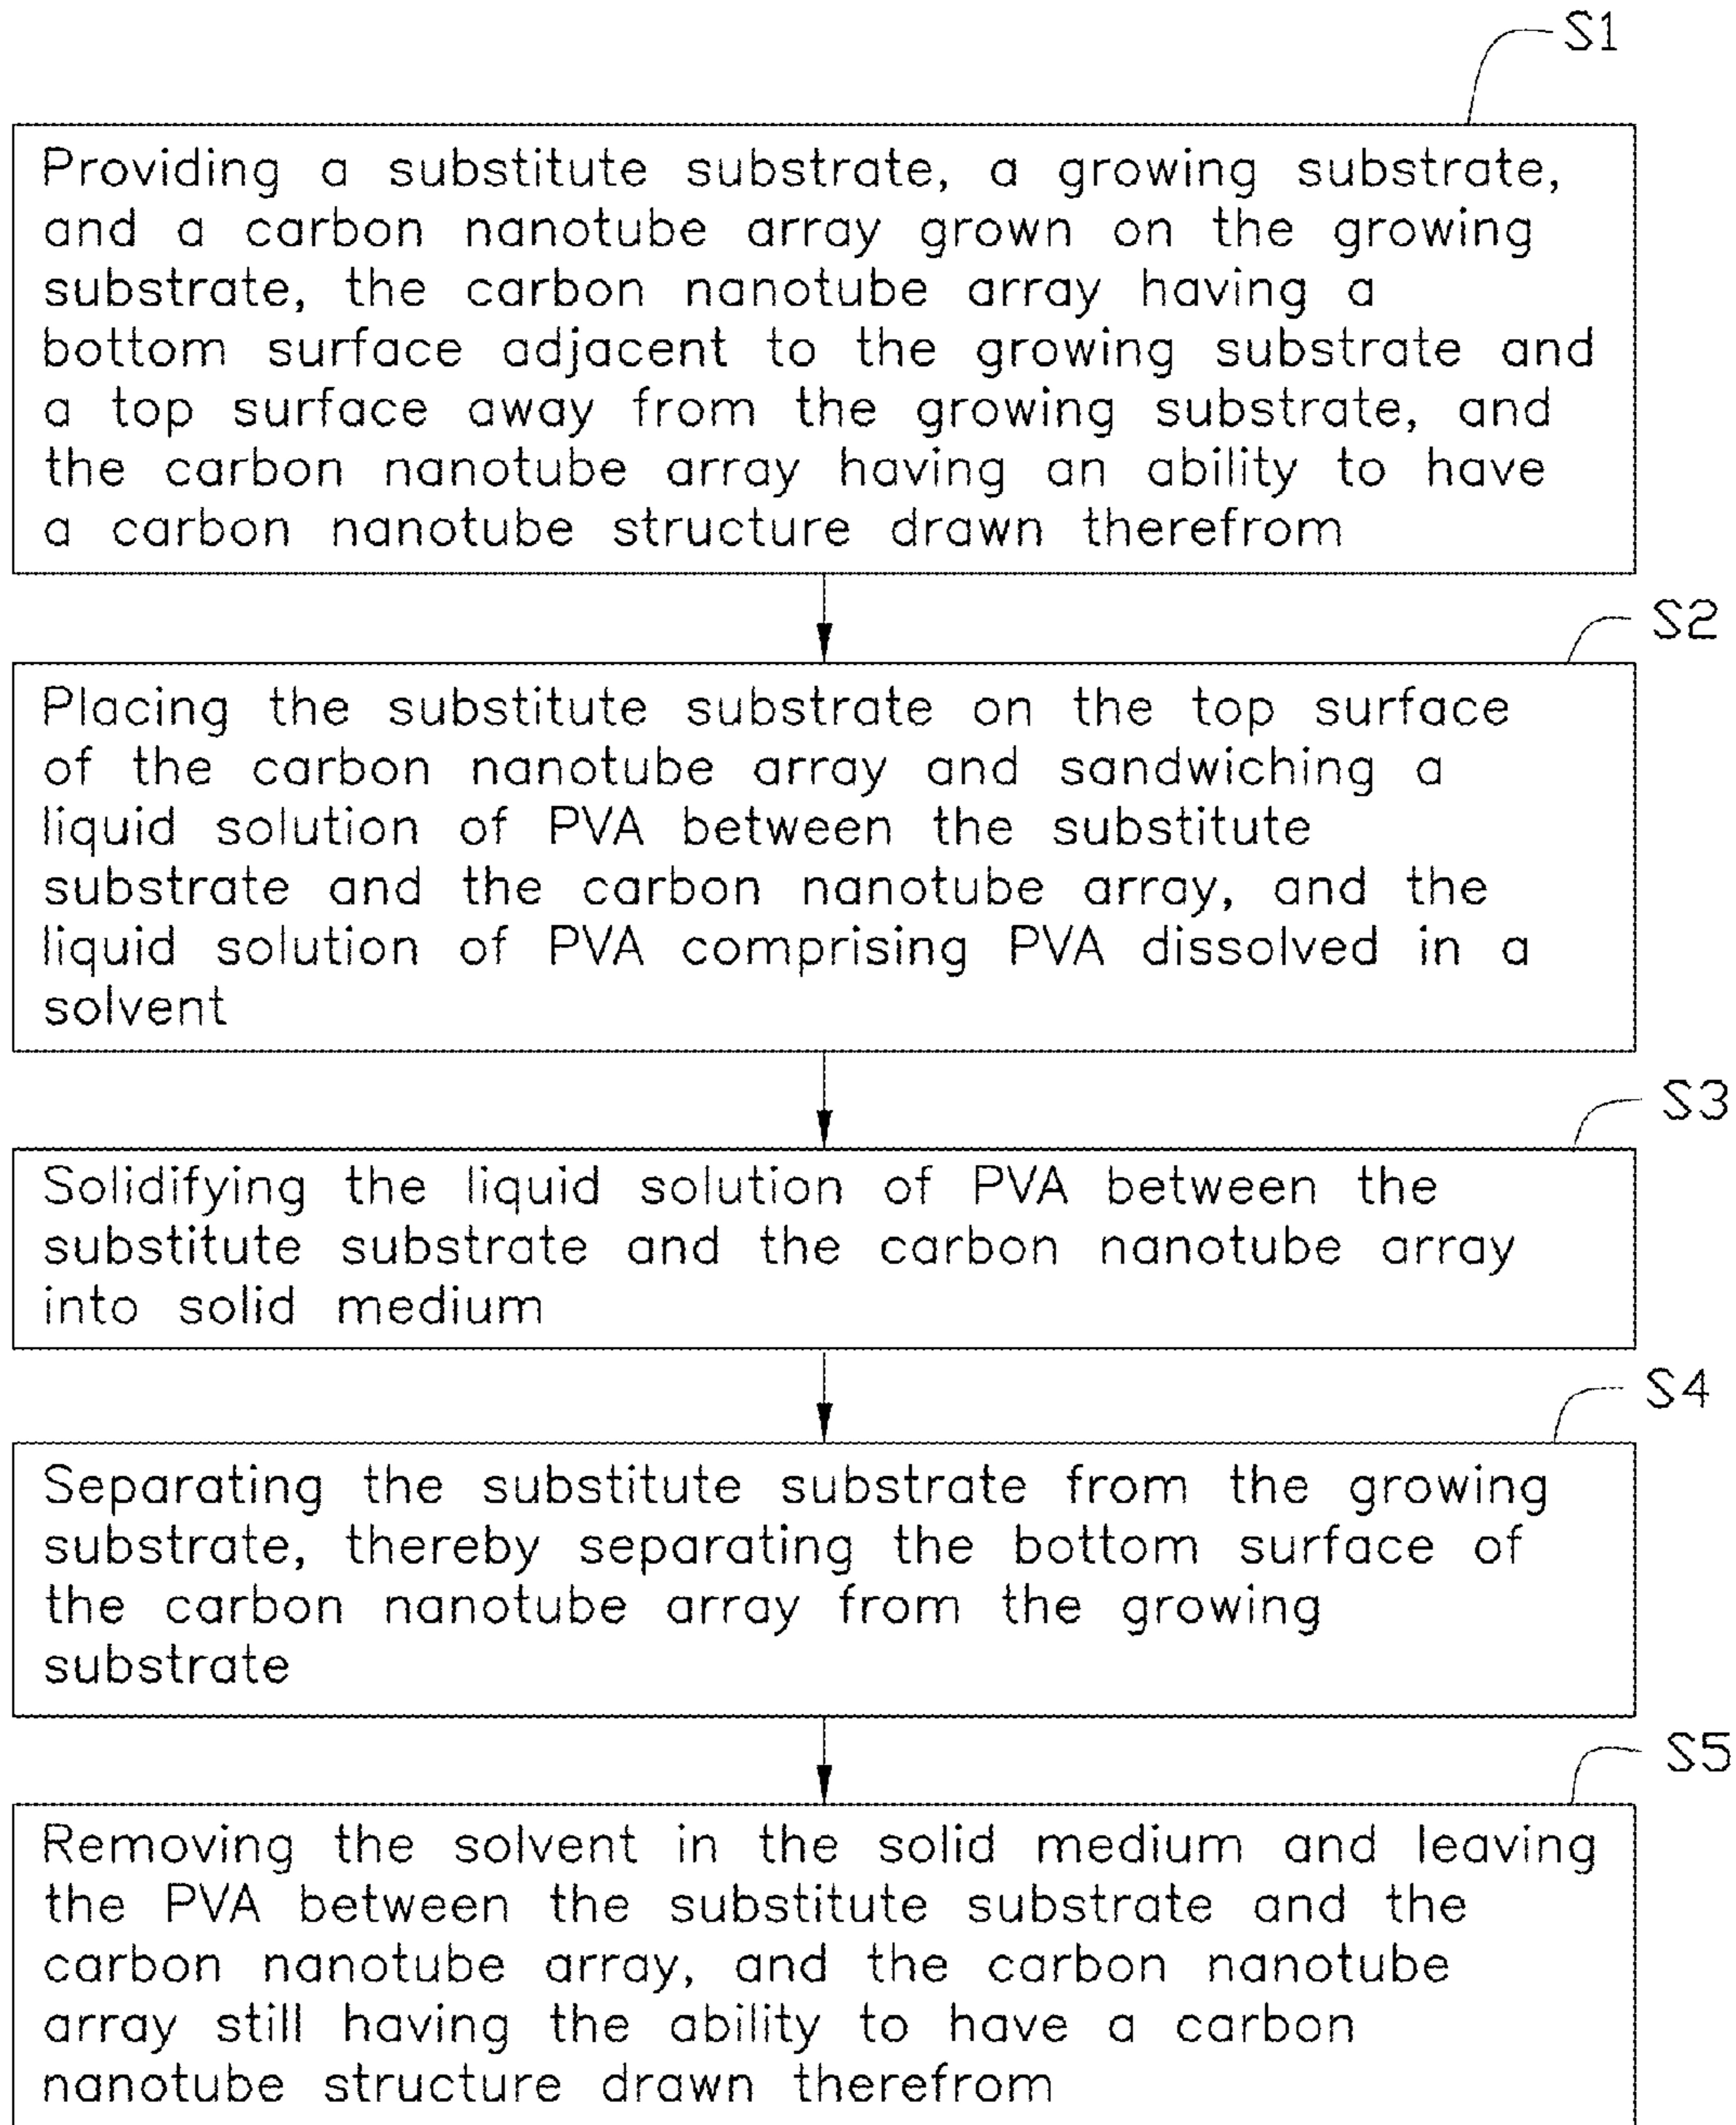 S1
Providing a substitute substrate, a growing substrate,
and a carbon nanotube array grown on the growing
substrate, the carbon nanotube array having a
bottom surface adjacent to the growing substrate and
a top surface away from the growing substrate, and
the carbon nanotube array having an ability to have
a carbon nanotube structure drawn therefrom
S2
Placing the substitute substrate on the top surface
of the carbon nanotube array and sandwiching a
liquid solution of PVA between the substitute
substrate and the carbon nanotube array, and the
liquid solution of PVA comprising PVA dissolved in a
solvent
S3
Solidifying the liquid solution of PVA between the
substitute substrate and the carbon nanotube array
into solid medium
S4
Separating the substitute substrate from the growing
substrate, thereby separating the bottom surface of
the carbon nanotube array from the growing
substrate
S5
Removing the solvent in the solid medium and leaving
the PVA between the substitute substrate and the
carbon nanotube array, and the carbon nanotube
array still having the ability to have a carbon
nanotube structure drawn therefrom